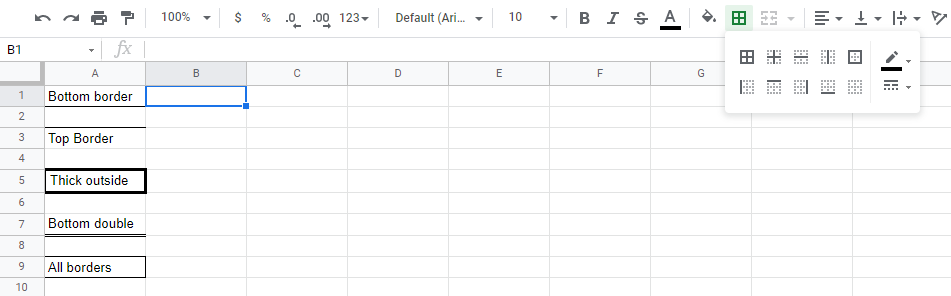 100% $ % .0 .00 123 Default (Ari... 10 B I S A
B1 fx
A B C D E F G
1 Bottom border
2
3 Top Border
4
5 Thick outside
6
7 Bottom double
8
9 All borders
10